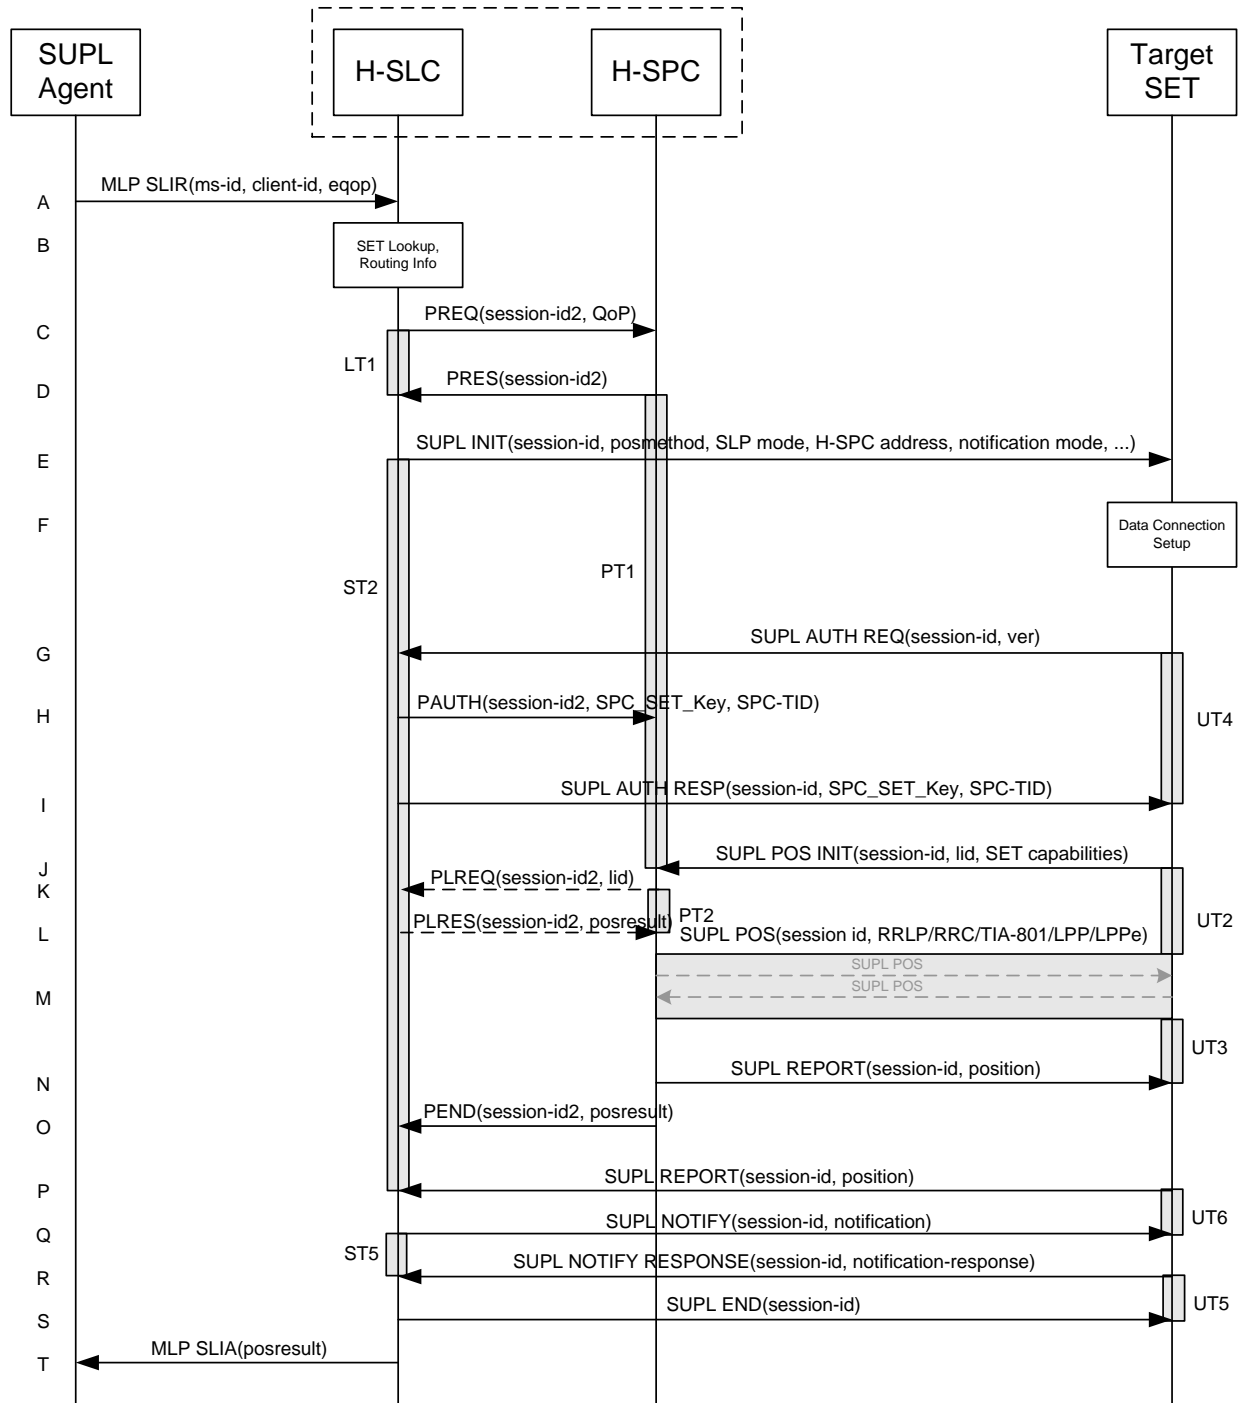 SUPL
Agent
H-SLC
H-SPC
Target
SET
A
MLP SLIR(ms-id, client-id, eqop)
B
SET Lookup,
Routing Info
C
PREQ(session-id2, QoP)
LT1
D
PRES(session-id2)
E
SUPL INIT(session-id, posmethod, SLP mode, H-SPC address, notification mode, ...)
F
Data Connection
Setup
ST2
PT1
G
SUPL AUTH REQ(session-id, ver)
H
PAUTH(session-id2, SPC_SET_Key, SPC-TID)
UT4
I
SUPL AUTH RESP(session-id, SPC_SET_Key, SPC-TID)
J
SUPL POS INIT(session-id, lid, SET capabilities)
K
PLREQ(session-id2, lid)
L
PLRES(session-id2, posresult)
PT2
UT2
SUPL POS(session id, RRLP/RRC/TIA-801/LPP/LPPe)
SUPL POS
M
SUPL POS
UT3
N
SUPL REPORT(session-id, position)
O
PEND(session-id2, posresult)
P
SUPL REPORT(session-id, position)
Q
SUPL NOTIFY(session-id, notification)
UT6
ST5
R
SUPL NOTIFY RESPONSE(session-id, notification-response)
S
SUPL END(session-id)
UT5
T
MLP SLIA(posresult)